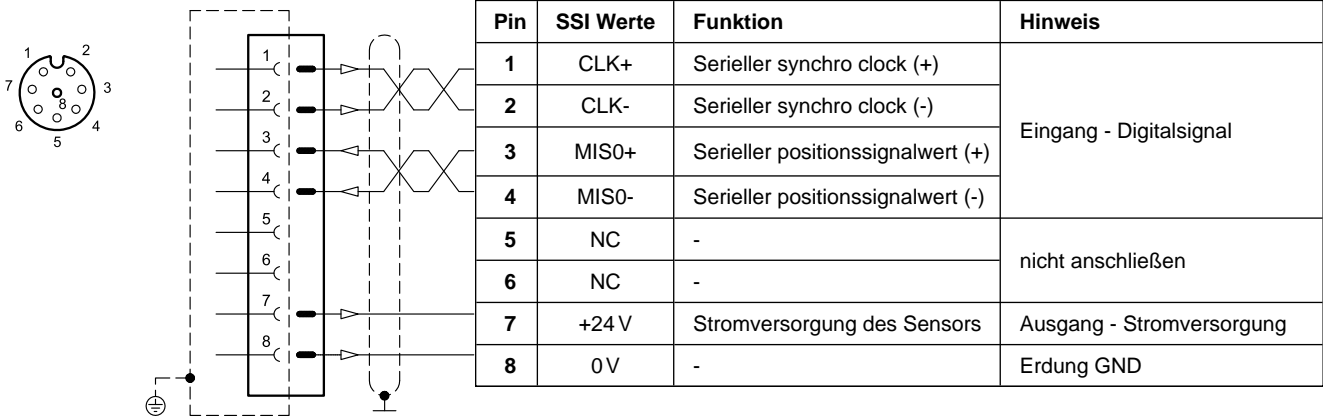 1 2
7 3
8
6 4
5
1
2
3
4
5
6
7
8
Pin SSI Werte Funktion Hinweis
1 CLK+ Serieller synchro clock (+)
2 CLK- Serieller synchro clock (-)
Eingang - Digitalsignal
3 MIS0+ Serieller positionssignalwert (+)
4 MIS0- Serieller positionssignalwert (-)
5 NC -
nicht anschließen
6 NC -
7 +24 V Stromversorgung des Sensors Ausgang - Stromversorgung
8 0 V - Erdung GND